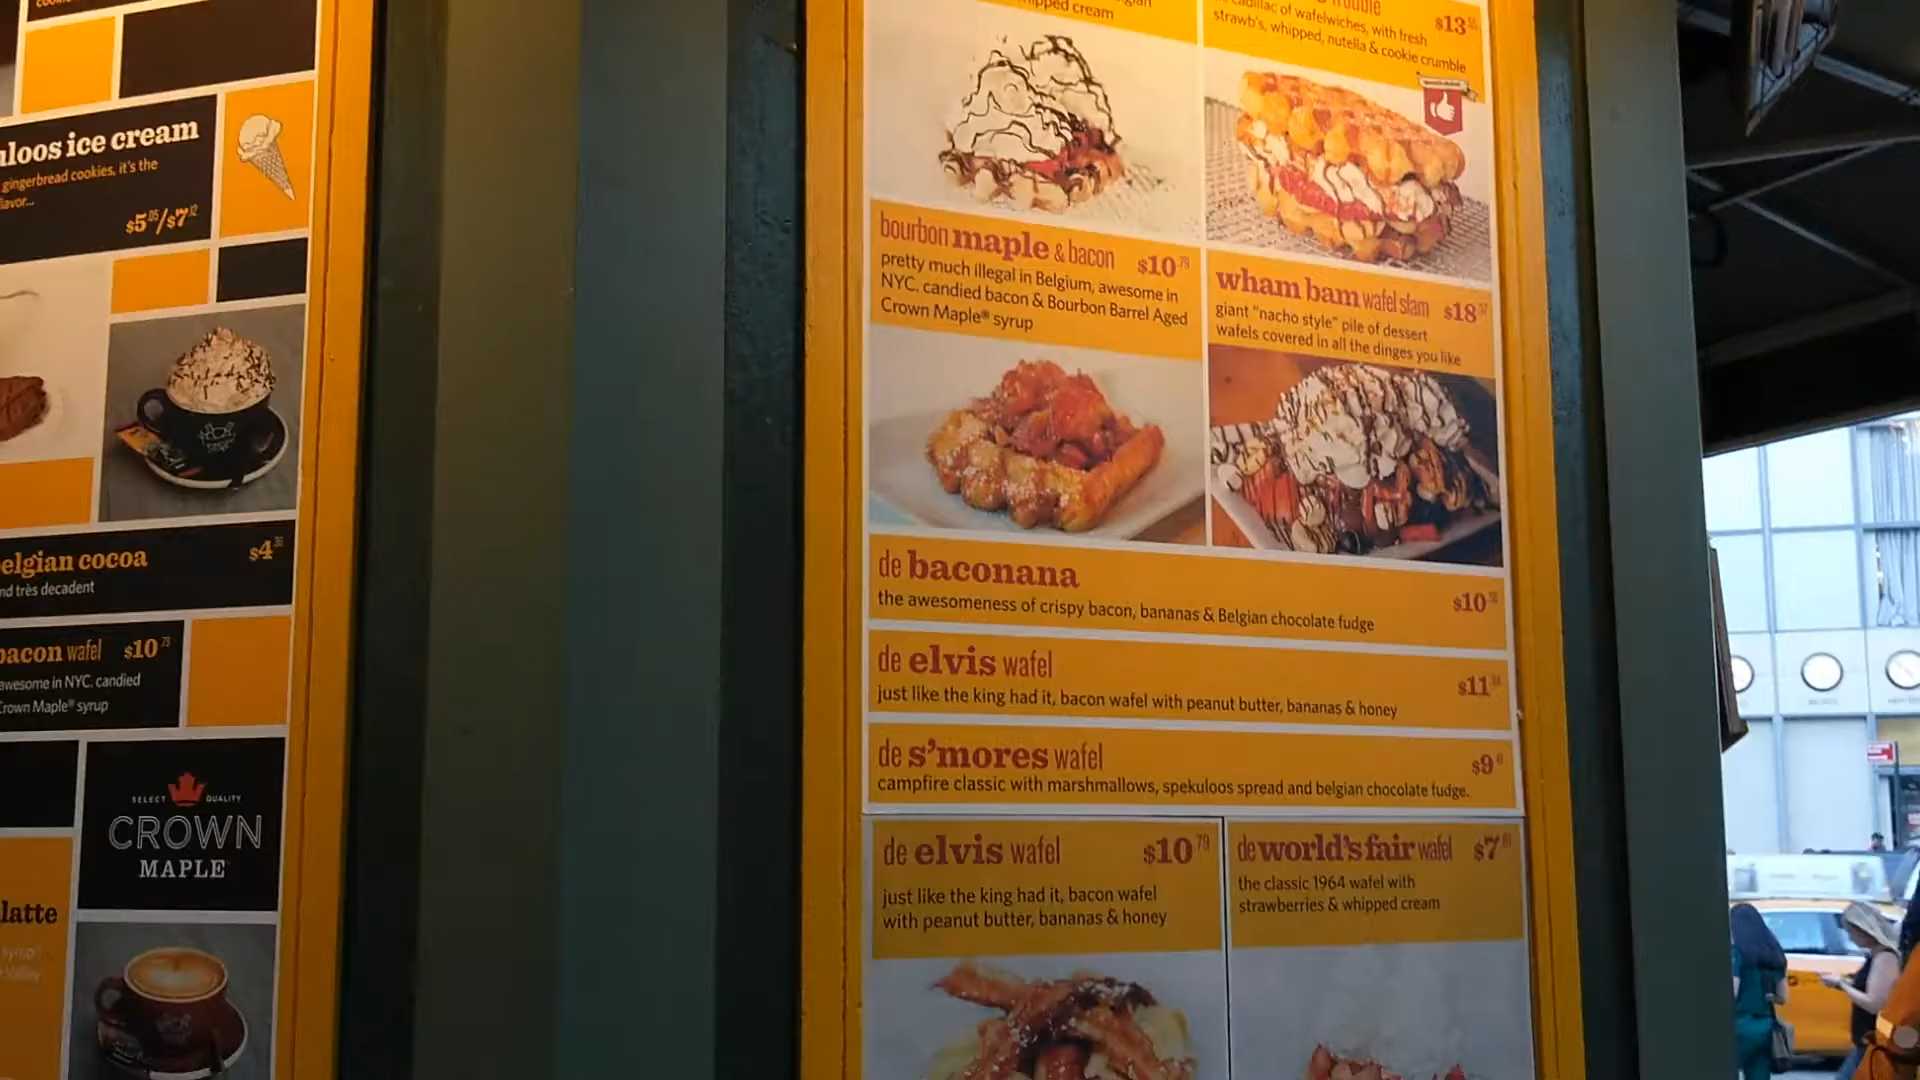 uloos ice cream
gingerbread cookies, it's the
$5 /$7
elgian cocoa
$4
nd très decadent
bacon wafel $10
awesome in NYC. candied
Crown Maple® syrup
SELECT QUALITY
CROWN
MAPLE
latte
whipped cream
$13
cadillac of wafelwiches, with fresh
strawb's, whipped, nutella & cookie crumble
bourbon maple & bacon $10
pretty much illegal in Belgium, awesome in
NYC. candied bacon & Bourbon Barrel Aged
Crown Maple® syrup
wham bam wafel slam $18
giant "nacho style" pile of dessert
wafels covered in all the dinges you like
de baconana
$10
the awesomeness of crispy bacon, bananas & Belgian chocolate fudge
de elvis wafel
$11
just like the king had it, bacon wafel with peanut butter, bananas & honey
de s'mores wafel
$9
campfire classic with marshmallows, spekuloos spread and belgian chocolate fudge.
de elvis wafel $10 79
just like the king had it, bacon wafel
with peanut butter, bananas & honey
de world's fair wafel $7
the classic 1964 wafel with
strawberries & whipped cream